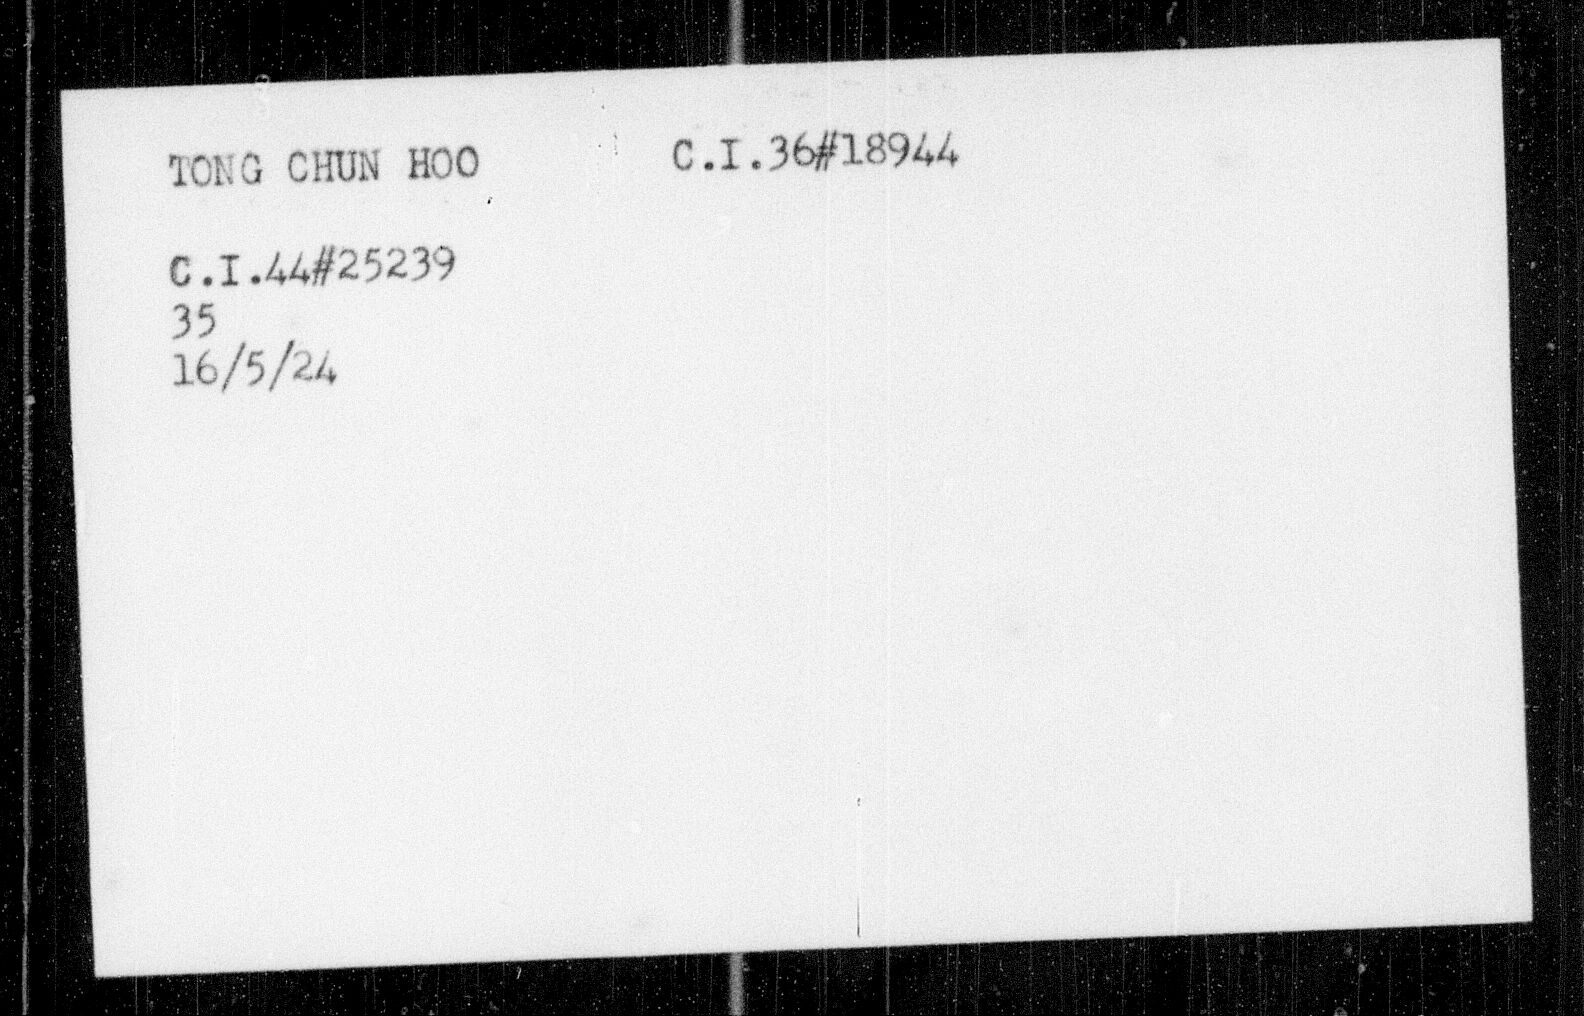 TONG CHUN HOO C.I.36#18944
C.I.44#25239
35
16/5/24